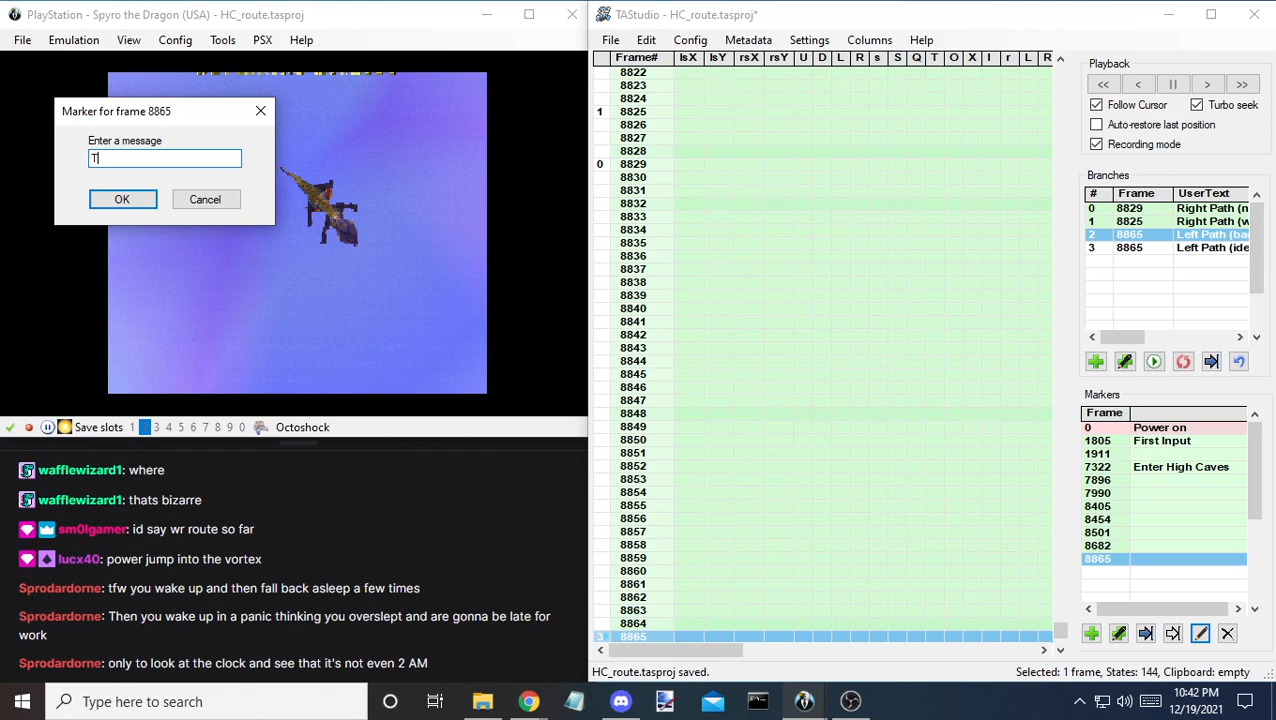 PlayStation - Spyro the Dragon (USA) - HC_route.tasproj
File Emulation View Config Tools PSX Help
Marker for frame 8865
Enter a message
T
OK Cancel
✓ Save slots 1 2 3 4 5 6 7 8 9 0 Octoshock
wafflewizard1: where
wafflewizard1: thats bizarre
sm0lgamer: id say wr route so far
lucx40: power jump into the vortex
Sprodardorne: tfw you wake up and then fall back asleep a few times
Sprodardorne: Then you wake up in a panic thinking you overslept and are gonna be late for
work
Sprodardorne: only to look at the clock and see that it's not even 2 AM
TAStudio - HC_route.tasproj*
File Edit Config Metadata Settings Columns Help
Frame# lsX lsY rsX rsY U D L R s S Q T O X l r L R
8822
8823
8824
1 8825
8826
8827
8828
0 8829
8830
8831
8832
8833
8834
8835
8836
8837
8838
8839
8840
8841
8842
8843
8844
8845
8846
8847
8848
8849
8850
8851
8852
8853
8854
8855
8856
8857
8858
8859
8860
8861
8862
8863
8864
3 8865
HC_route.tasproj saved.
Playback
<< < > >>
Follow Cursor Turbo seek
Auto-restore last position
Recording mode
Branches
# Frame UserText
0 8829 Right Path (n
1 8825 Right Path (w
2 8865 Left Path (ba
3 8865 Left Path (ide
Markers
Frame
0 Power on
1805 First Input
1911
7322 Enter High Caves
7896
7990
8405
8454
8501
8682
8865
Selected: 1 frame, States: 144, Clipboard: empty
Type here to search
10:42 PM
12/19/2021